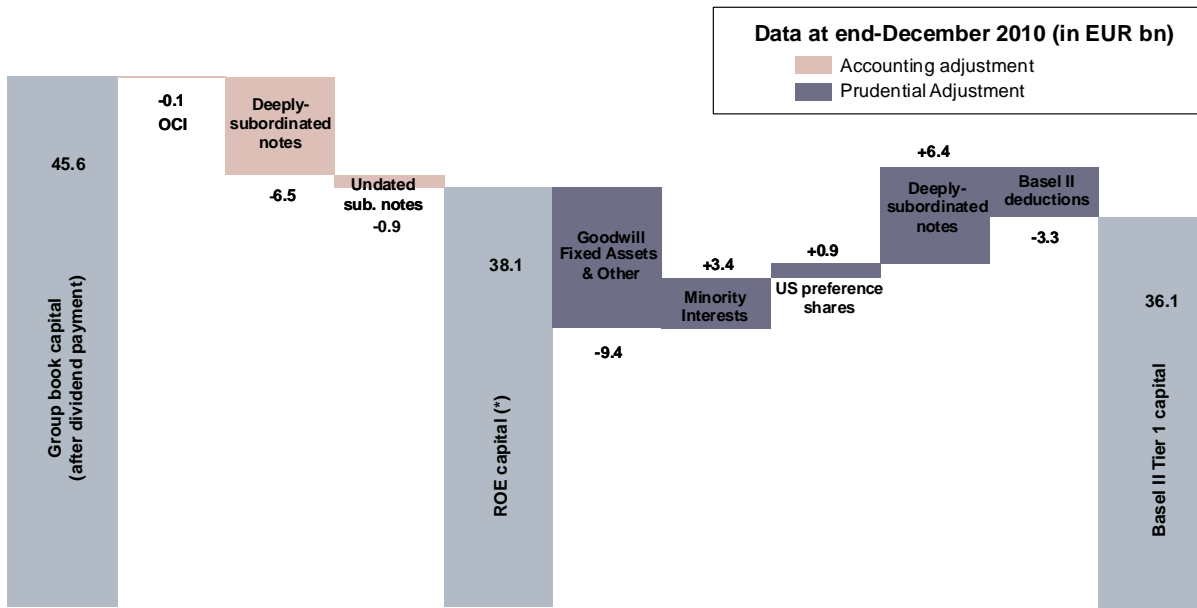 Data at end-December 2010 (in EUR bn)
Accounting adjustment
Prudential Adjustment
45.6
Group book capital
(after dividend payment)
-0.1
OCI
Deeply-
subordinated
notes
-6.5
Undated
sub. notes
-0.9
38.1
ROE capital (*)
Goodwill
Fixed Assets
& Other
-9.4
+3.4
Minority
Interests
+0.9
US preference
shares
+6.4
Deeply-
subordinated
notes
Basel II
deductions
-3.3
36.1
Basel II Tier 1 capital